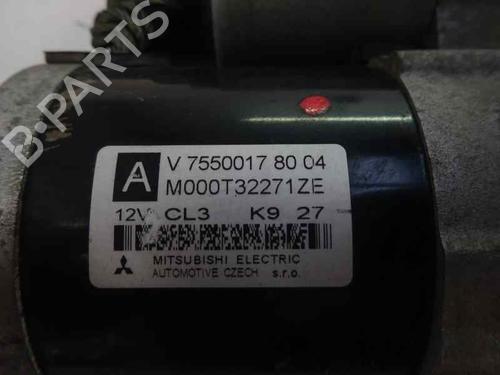 B-PARTS
A
V 7550017 80 04
M000T32271ZE
12V CL3 K9 27
MITSUBISHI ELECTRIC
AUTOMOTIVE CZECH s.r.o.